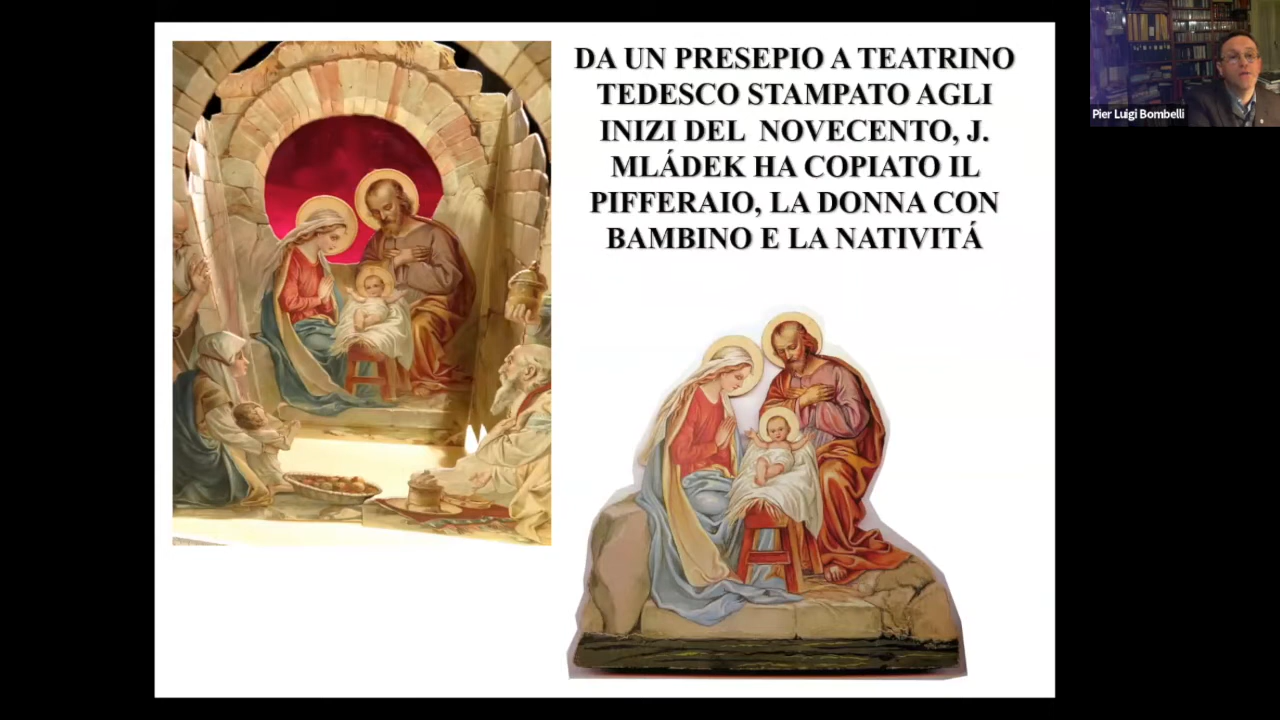 DA UN PRESEPIO A TEATRINO
TEDESCO STAMPATO AGLI
INIZI DEL NOVECENTO, J.
MLÁDEK HA COPIATO IL
PIFFERAIO, LA DONNA CON
BAMBINO E LA NATIVITÁ
Pier Luigi Bombelli